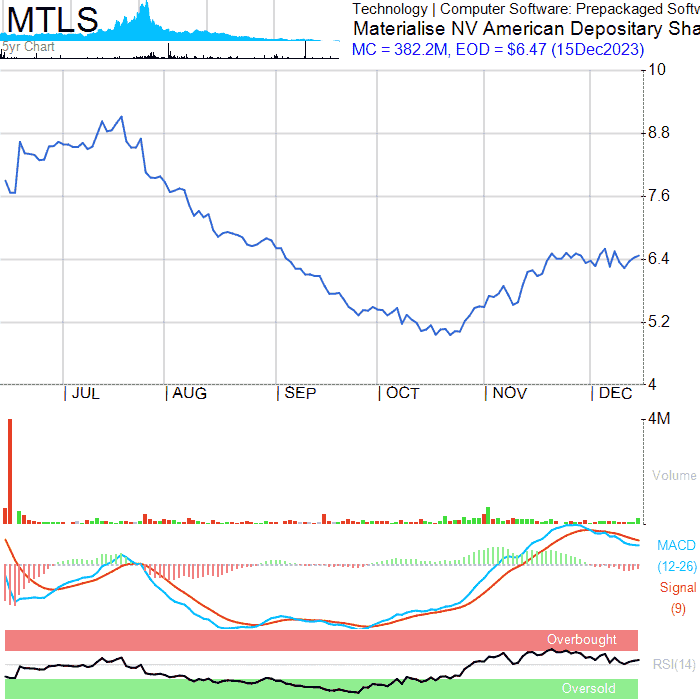 MTLS
5yr Chart
Technology | Computer Software: Prepackaged Softw
Materialise NV American Depositary Sha
MC = 382.2M, EOD = $6.47 (15Dec2023)
10
8.8
7.6
6.4
5.2
4
JUL AUG SEP OCT NOV DEC
4M
Volume
MACD
(12-26)
Signal
(9)
Overbought
RSI(14)
Oversold